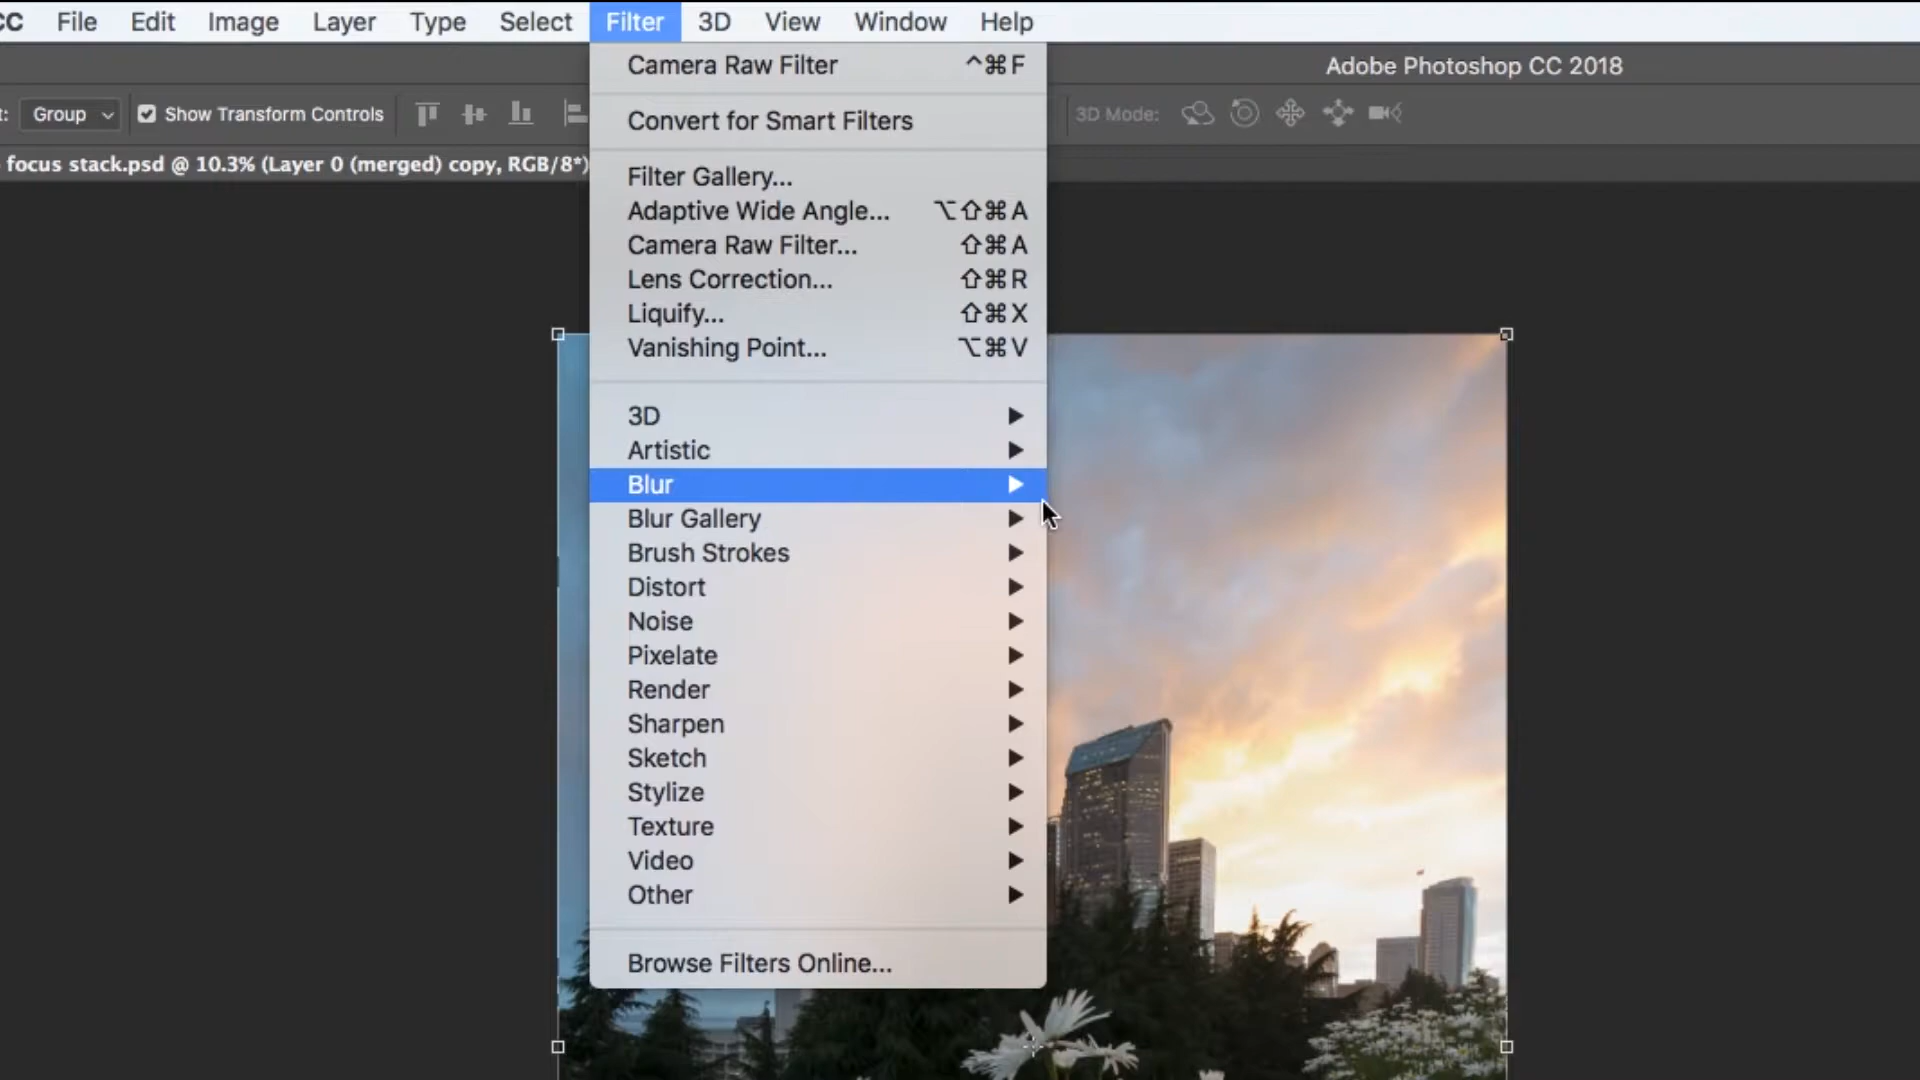 CC File Edit Image Layer Type Select Filter 3D View Window Help
Adobe Photoshop CC 2018
t: Group Show Transform Controls 3D Mode:
focus stack.psd @ 10.3% (Layer 0 (merged) copy, RGB/8*)
Camera Raw Filter ^⌘F
Convert for Smart Filters
Filter Gallery...
Adaptive Wide Angle... ⌥⇧⌘A
Camera Raw Filter... ⇧⌘A
Lens Correction... ⇧⌘R
Liquify... ⇧⌘X
Vanishing Point... ⌥⌘V
3D
Artistic
Blur
Blur Gallery
Brush Strokes
Distort
Noise
Pixelate
Render
Sharpen
Sketch
Stylize
Texture
Video
Other
Browse Filters Online...